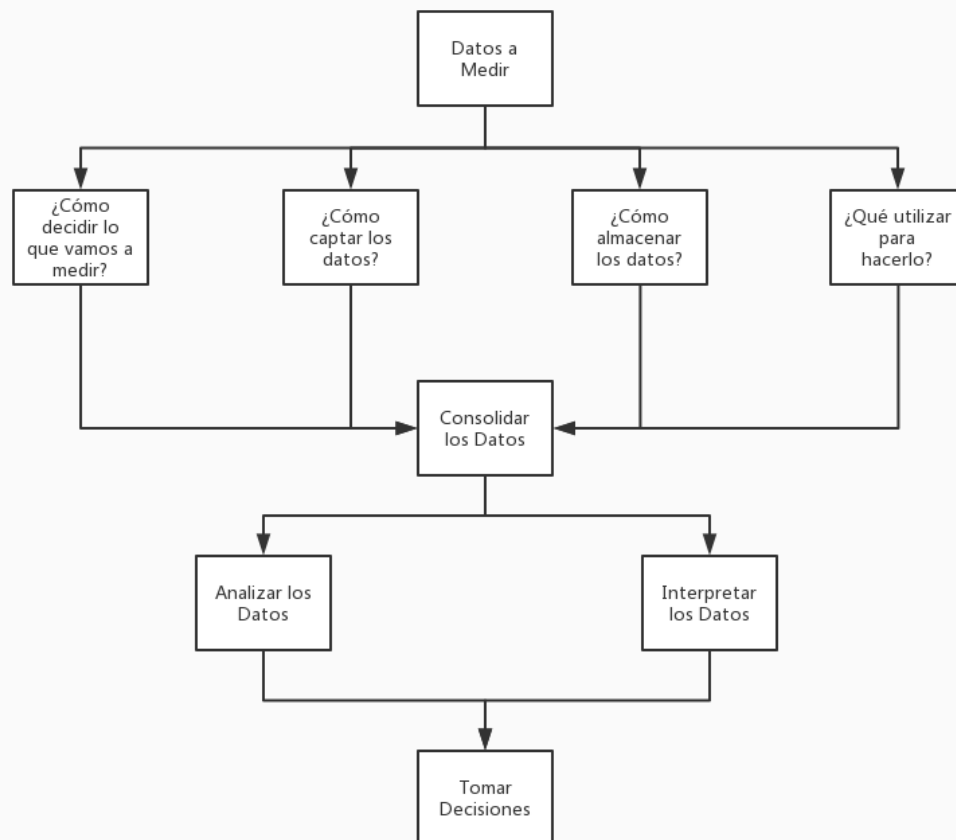 Datos a
Medir
¿Cómo
decidir lo
que vamos a
medir?
¿Cómo
captar los
datos?
¿Cómo
almacenar
los datos?
¿Qué utilizar
para
hacerlo?
Consolidar
los Datos
Analizar los
Datos
Interpretar
los Datos
Tomar
Decisiones